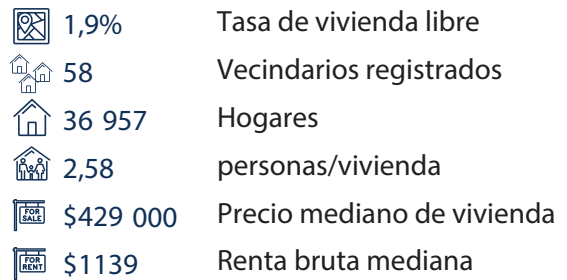 1,9% Tasa de vivienda libre
58 Vecindarios registrados
36 957 Hogares
2,58 personas/vivienda
FOR SALE $429 000 Precio mediano de vivienda
FOR RENT $1139 Renta bruta mediana